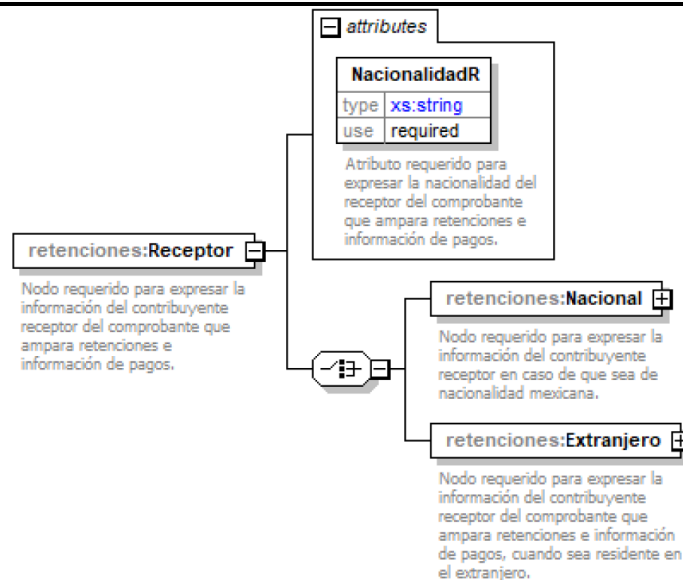 attributes
NacionalidadR
type xs:string
use required
Atributo requerido para
expresar la nacionalidad del
receptor del comprobante
que ampara retenciones e
información de pagos.
retenciones:Receptor
Nodo requerido para expresar la
información del contribuyente
receptor del comprobante que
ampara retenciones e
información de pagos.
retenciones:Nacional
Nodo requerido para expresar la
información del contribuyente
receptor en caso de que sea de
nacionalidad mexicana.
retenciones:Extranjero
Nodo requerido para expresar la
información del contribuyente
receptor del comprobante que
ampara retenciones e información
de pagos, cuando sea residente en
el extranjero.